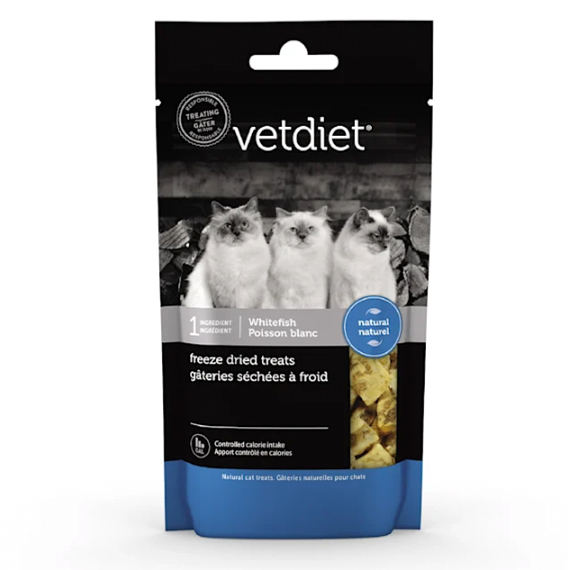 RESPONSIBLE
TREATING
GÂTER
RESPONSABLE
vetdiet®
1 INGREDIENT
INGRÉDIENT
Whitefish
Poisson blanc
natural
naturel
freeze dried treats
gâteries séchées à froid
CAL
Controlled calorie intake
Apport contrôlé en calories
Natural cat treats. Gâteries naturelles pour chats